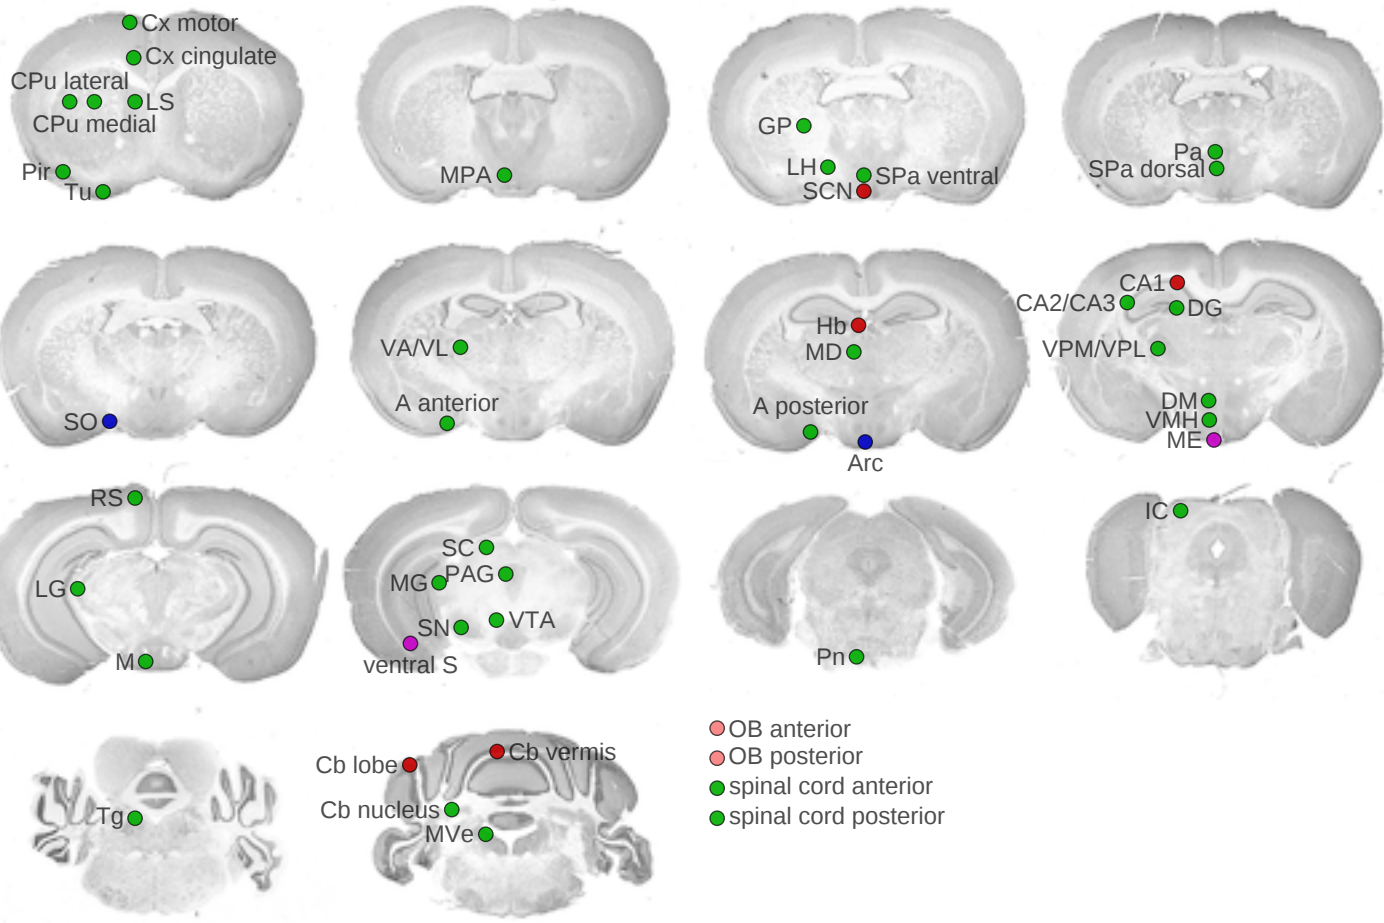 Cx motor
Cx cingulate
CPu lateral
LS
CPu medial
Pir
Tu
MPA
GP
LH
SPa ventral
SCN
Pa
SPa dorsal
SO
VA/VL
A anterior
Hb
MD
A posterior
Arc
CA1
CA2/CA3
DG
VPM/VPL
DM
VMH
ME
RS
LG
M
SC
MG
PAG
SN
VTA
ventral S
Pn
IC
Tg
Cb lobe
Cb vermis
Cb nucleus
MVe
OB anterior
OB posterior
spinal cord anterior
spinal cord posterior